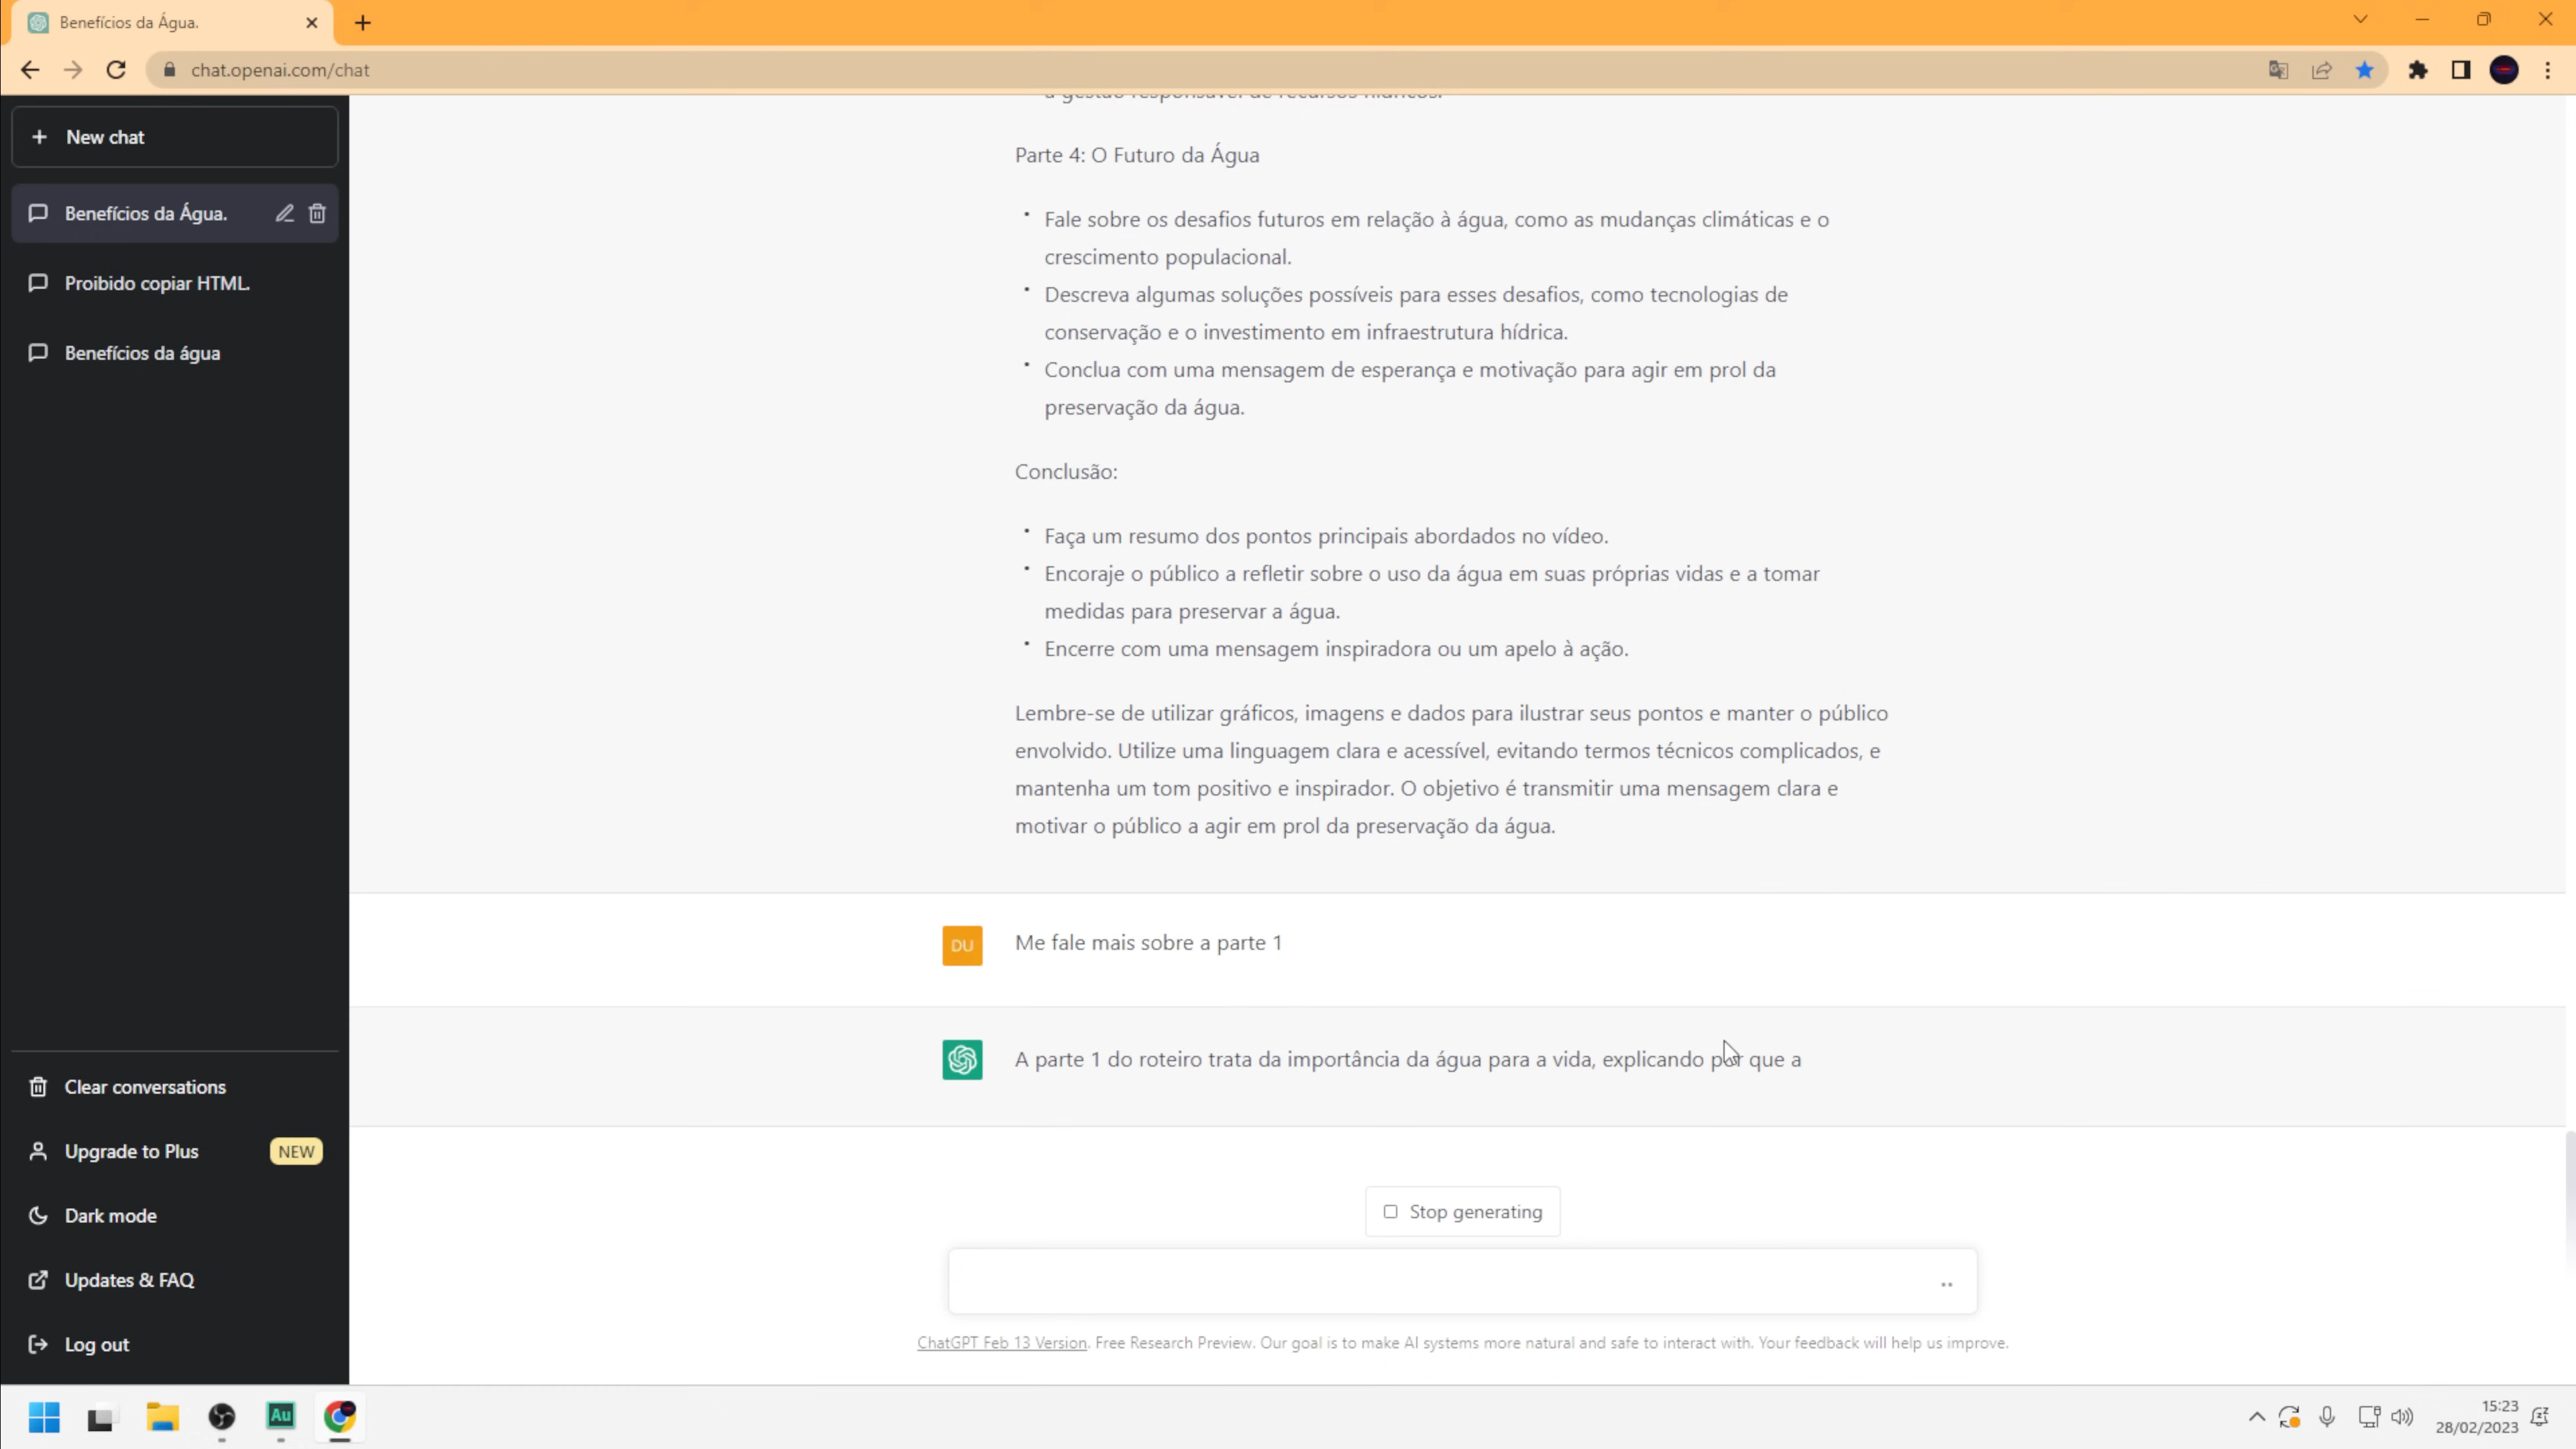 Benefícios da Água.
chat.openai.com/chat
New chat
Benefícios da Água.
Proibido copiar HTML.
Benefícios da água
Clear conversations
Upgrade to Plus NEW
Dark mode
Updates & FAQ
Log out
a gestão responsável de recursos hídricos.
Parte 4: O Futuro da Água
Fale sobre os desafios futuros em relação à água, como as mudanças climáticas e o
crescimento populacional.
Descreva algumas soluções possíveis para esses desafios, como tecnologias de
conservação e o investimento em infraestrutura hídrica.
Conclua com uma mensagem de esperança e motivação para agir em prol da
preservação da água.
Conclusão:
Faça um resumo dos pontos principais abordados no vídeo.
Encoraje o público a refletir sobre o uso da água em suas próprias vidas e a tomar
medidas para preservar a água.
Encerre com uma mensagem inspiradora ou um apelo à ação.
Lembre-se de utilizar gráficos, imagens e dados para ilustrar seus pontos e manter o público
envolvido. Utilize uma linguagem clara e acessível, evitando termos técnicos complicados, e
mantenha um tom positivo e inspirador. O objetivo é transmitir uma mensagem clara e
motivar o público a agir em prol da preservação da água.
DU
Me fale mais sobre a parte 1
A parte 1 do roteiro trata da importância da água para a vida, explicando por que a
Stop generating
ChatGPT Feb 13 Version. Free Research Preview. Our goal is to make AI systems more natural and safe to interact with. Your feedback will help us improve.
Au
15:23
28/02/2023